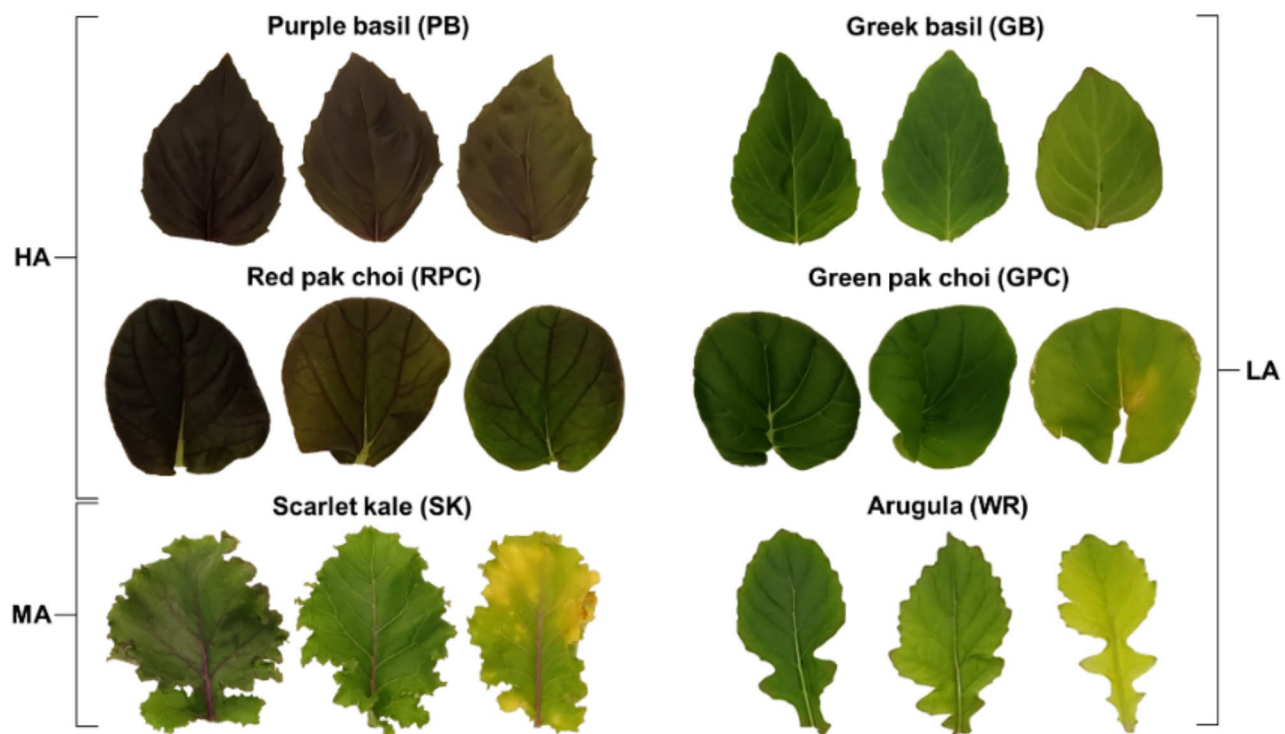 Purple basil (PB)
Greek basil (GB)
HA
Red pak choi (RPC)
Green pak choi (GPC)
LA
Scarlet kale (SK)
Arugula (WR)
MA